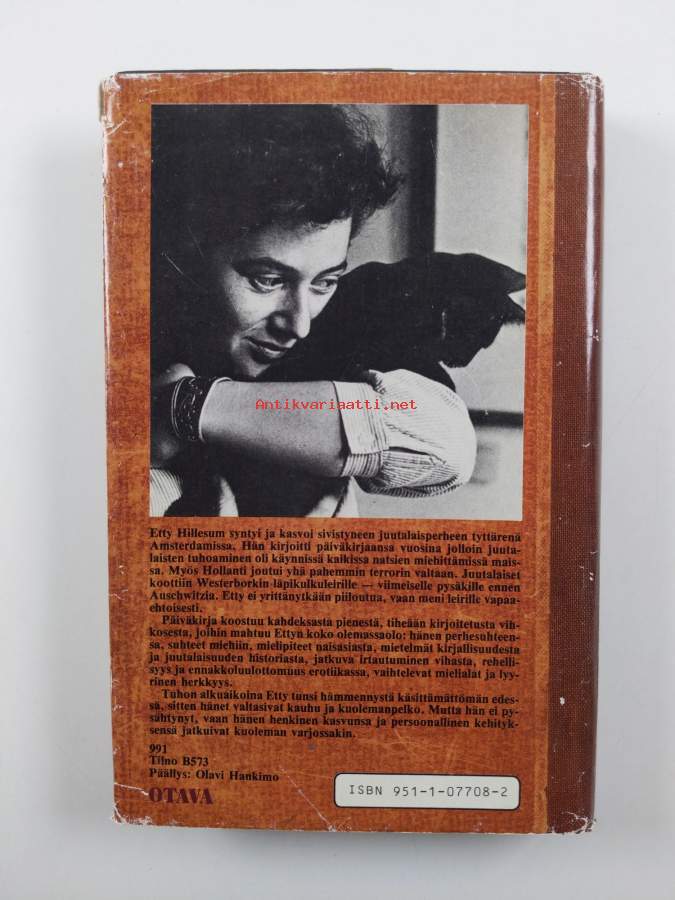 Antikvariaatti.net
Etty Hillesum syntyi ja kasvoi sivistyneen juutalaisperheen tyttärenä
Amsterdamissa. Hän kirjoitti päiväkirjaansa vuosina jolloin juuta-
laisten tuhoaminen oli käynnissä kaikissa natsien miehittämissä mais-
sa. Myös Hollanti joutui yhä pahemmin terrorin valtaan. Juutalaiset
koottiin Westerborkin läpikulkuleirille — viimeiselle pysäkille ennen
Auschwitzia. Etty ei yrittänytkään piiloutua, vaan meni leirille vapaa-
ehtoisesti.
Päiväkirja koostuu kahdeksasta pienestä, tiheään kirjoitetusta vih-
kosesta, joihin mahtuu Ettyn koko olemassaolo: hänen perhesuhteen-
sa, suhteet miehiin, mielipiteet naisasiasta, mietelmät kirjallisuudesta
ja juutalaisuuden historiasta, jatkuva irtautuminen vihasta, rehelli-
syys ja ennakkoluulottomuus erotiikassa, vaihtelevat mielialat ja lyy-
rinen herkkyys.
Tuhon alkuaikoina Etty tunsi hämmennystä käsittämättömän edes-
sä, sitten hänet valtasivat kauhu ja kuolemanpelko. Mutta hän ei py-
sähtynyt, vaan hänen henkinen kasvunsa ja persoonallinen kehityk-
sensä jatkuivat kuoleman varjossakin.
991
Tilno B573
Päällys: Olavi Hankimo
OTAVA
ISBN 951-1-07708-2